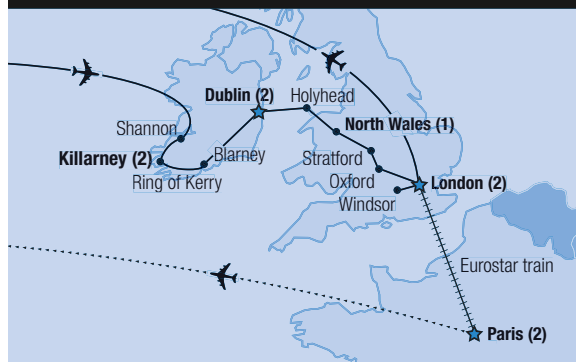 Dublin (2)
Holyhead
Shannon
North Wales (1)
Killarney (2)
Blarney
Stratford
Ring of Kerry
Oxford
London (2)
Windsor
Eurostar train
Paris (2)